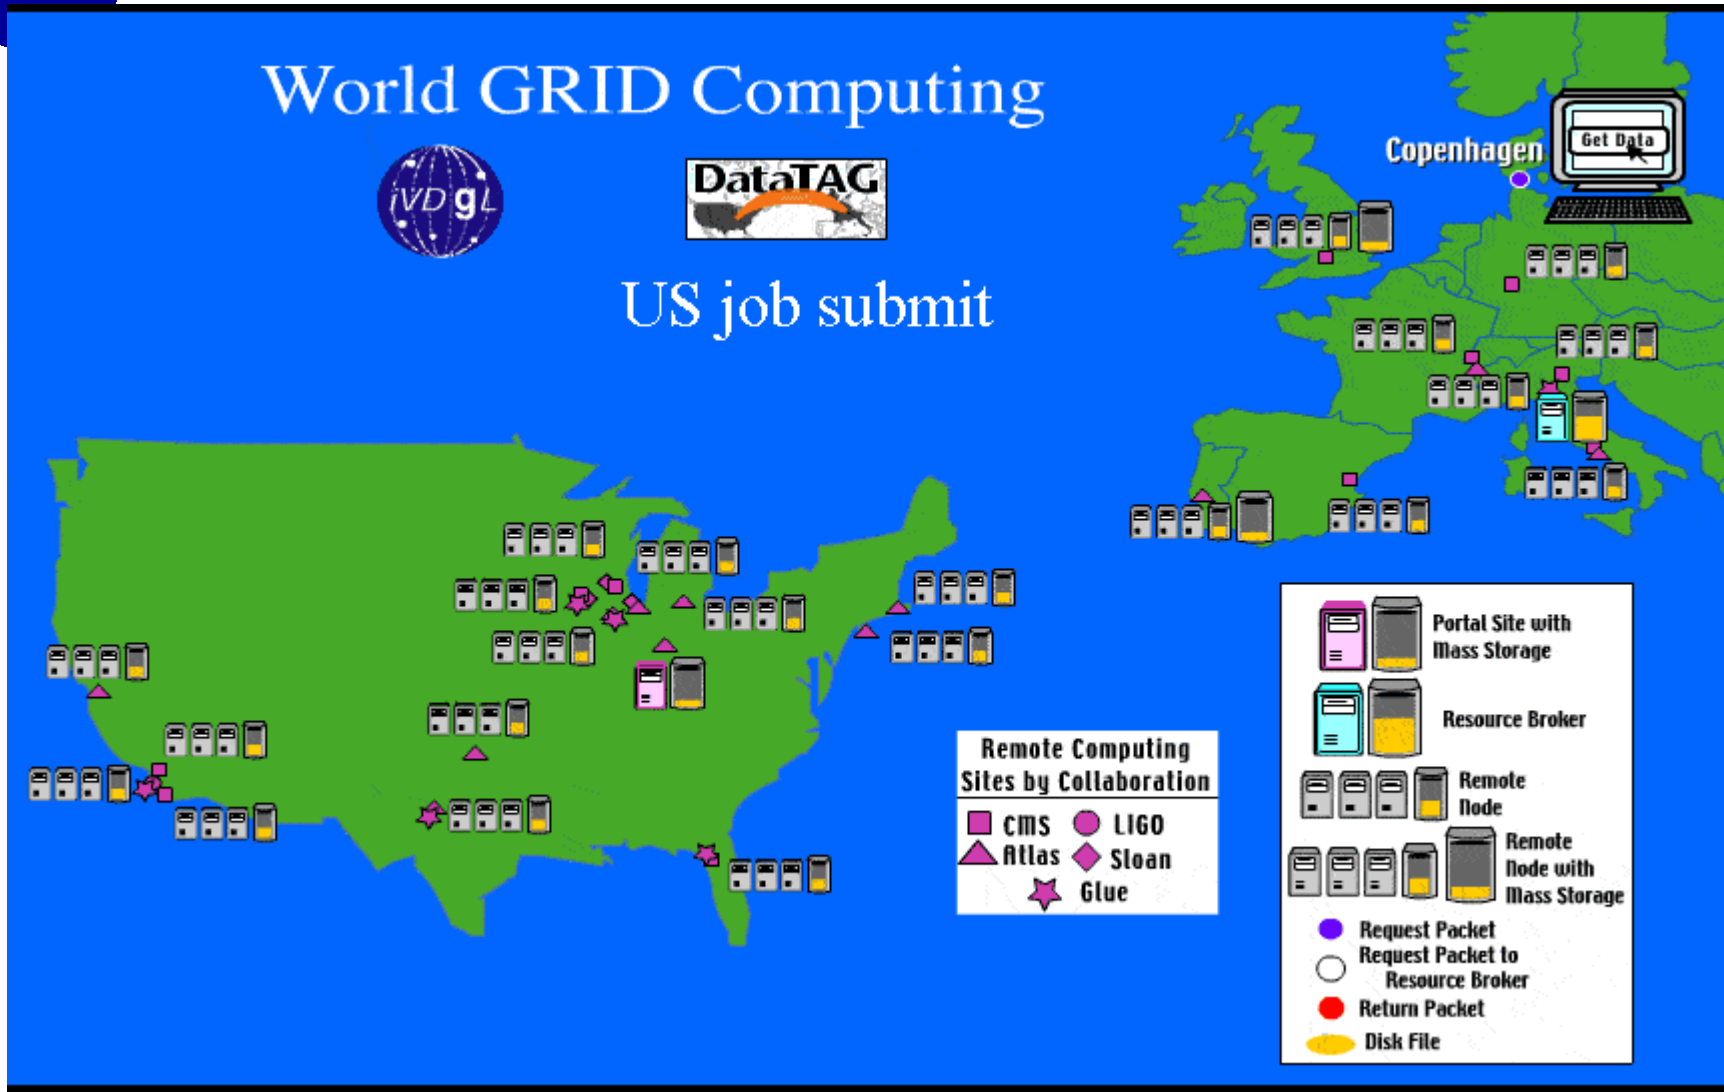 World GRID Computing
iVDgL
DataTAG
US job submit
Copenhagen
Get Data
Remote Computing
Sites by Collaboration
CMS
LIGO
Atlas
Sloan
Glue
Portal Site with
Mass Storage
Resource Broker
Remote
Node
Remote
Node with
Mass Storage
Request Packet
Request Packet to
Resource Broker
Return Packet
Disk File